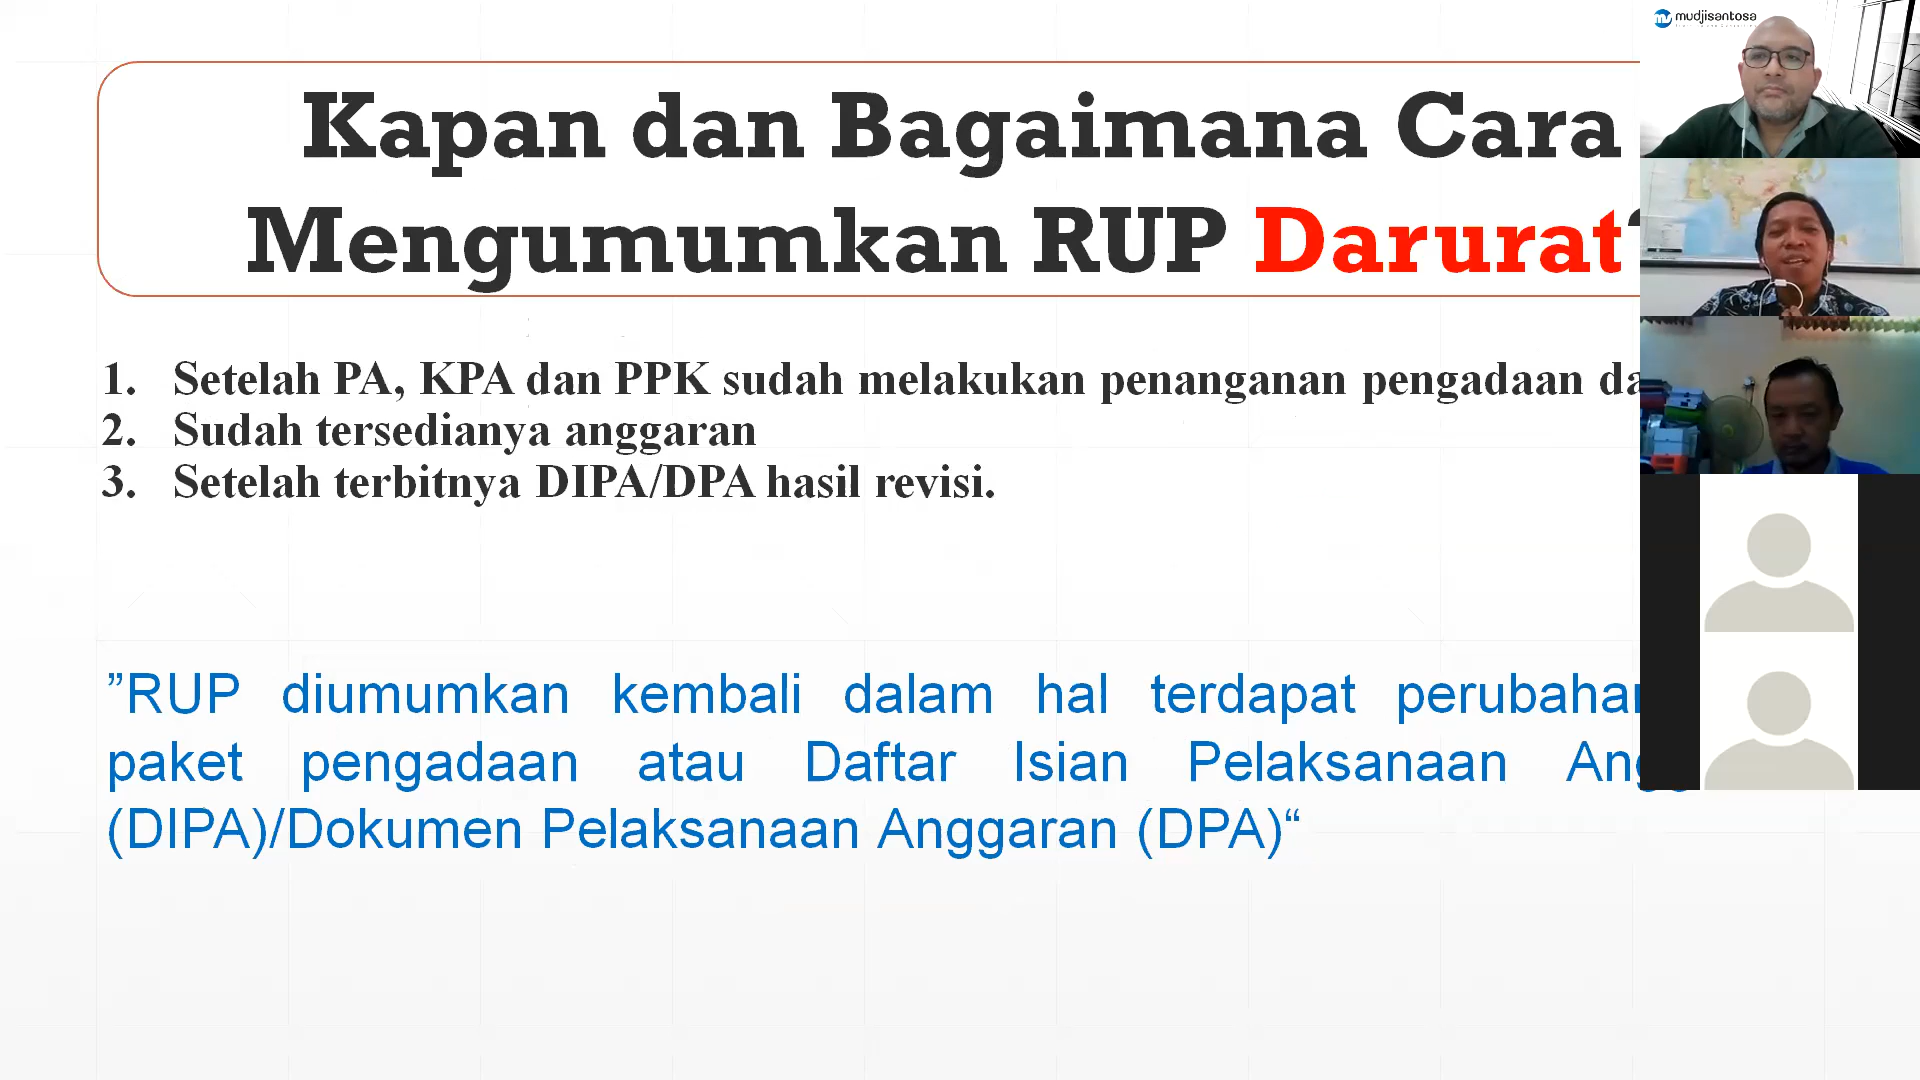 mudjisantosa
Kapan dan Bagaimana Cara
Mengumumkan RUP Darurat?
1. Setelah PA, KPA dan PPK sudah melakukan penanganan pengadaan da
2. Sudah tersedianya anggaran
3. Setelah terbitnya DIPA/DPA hasil revisi.
”RUP diumumkan kembali dalam hal terdapat perubahan
paket pengadaan atau Daftar Isian Pelaksanaan Ang
(DIPA)/Dokumen Pelaksanaan Anggaran (DPA)“